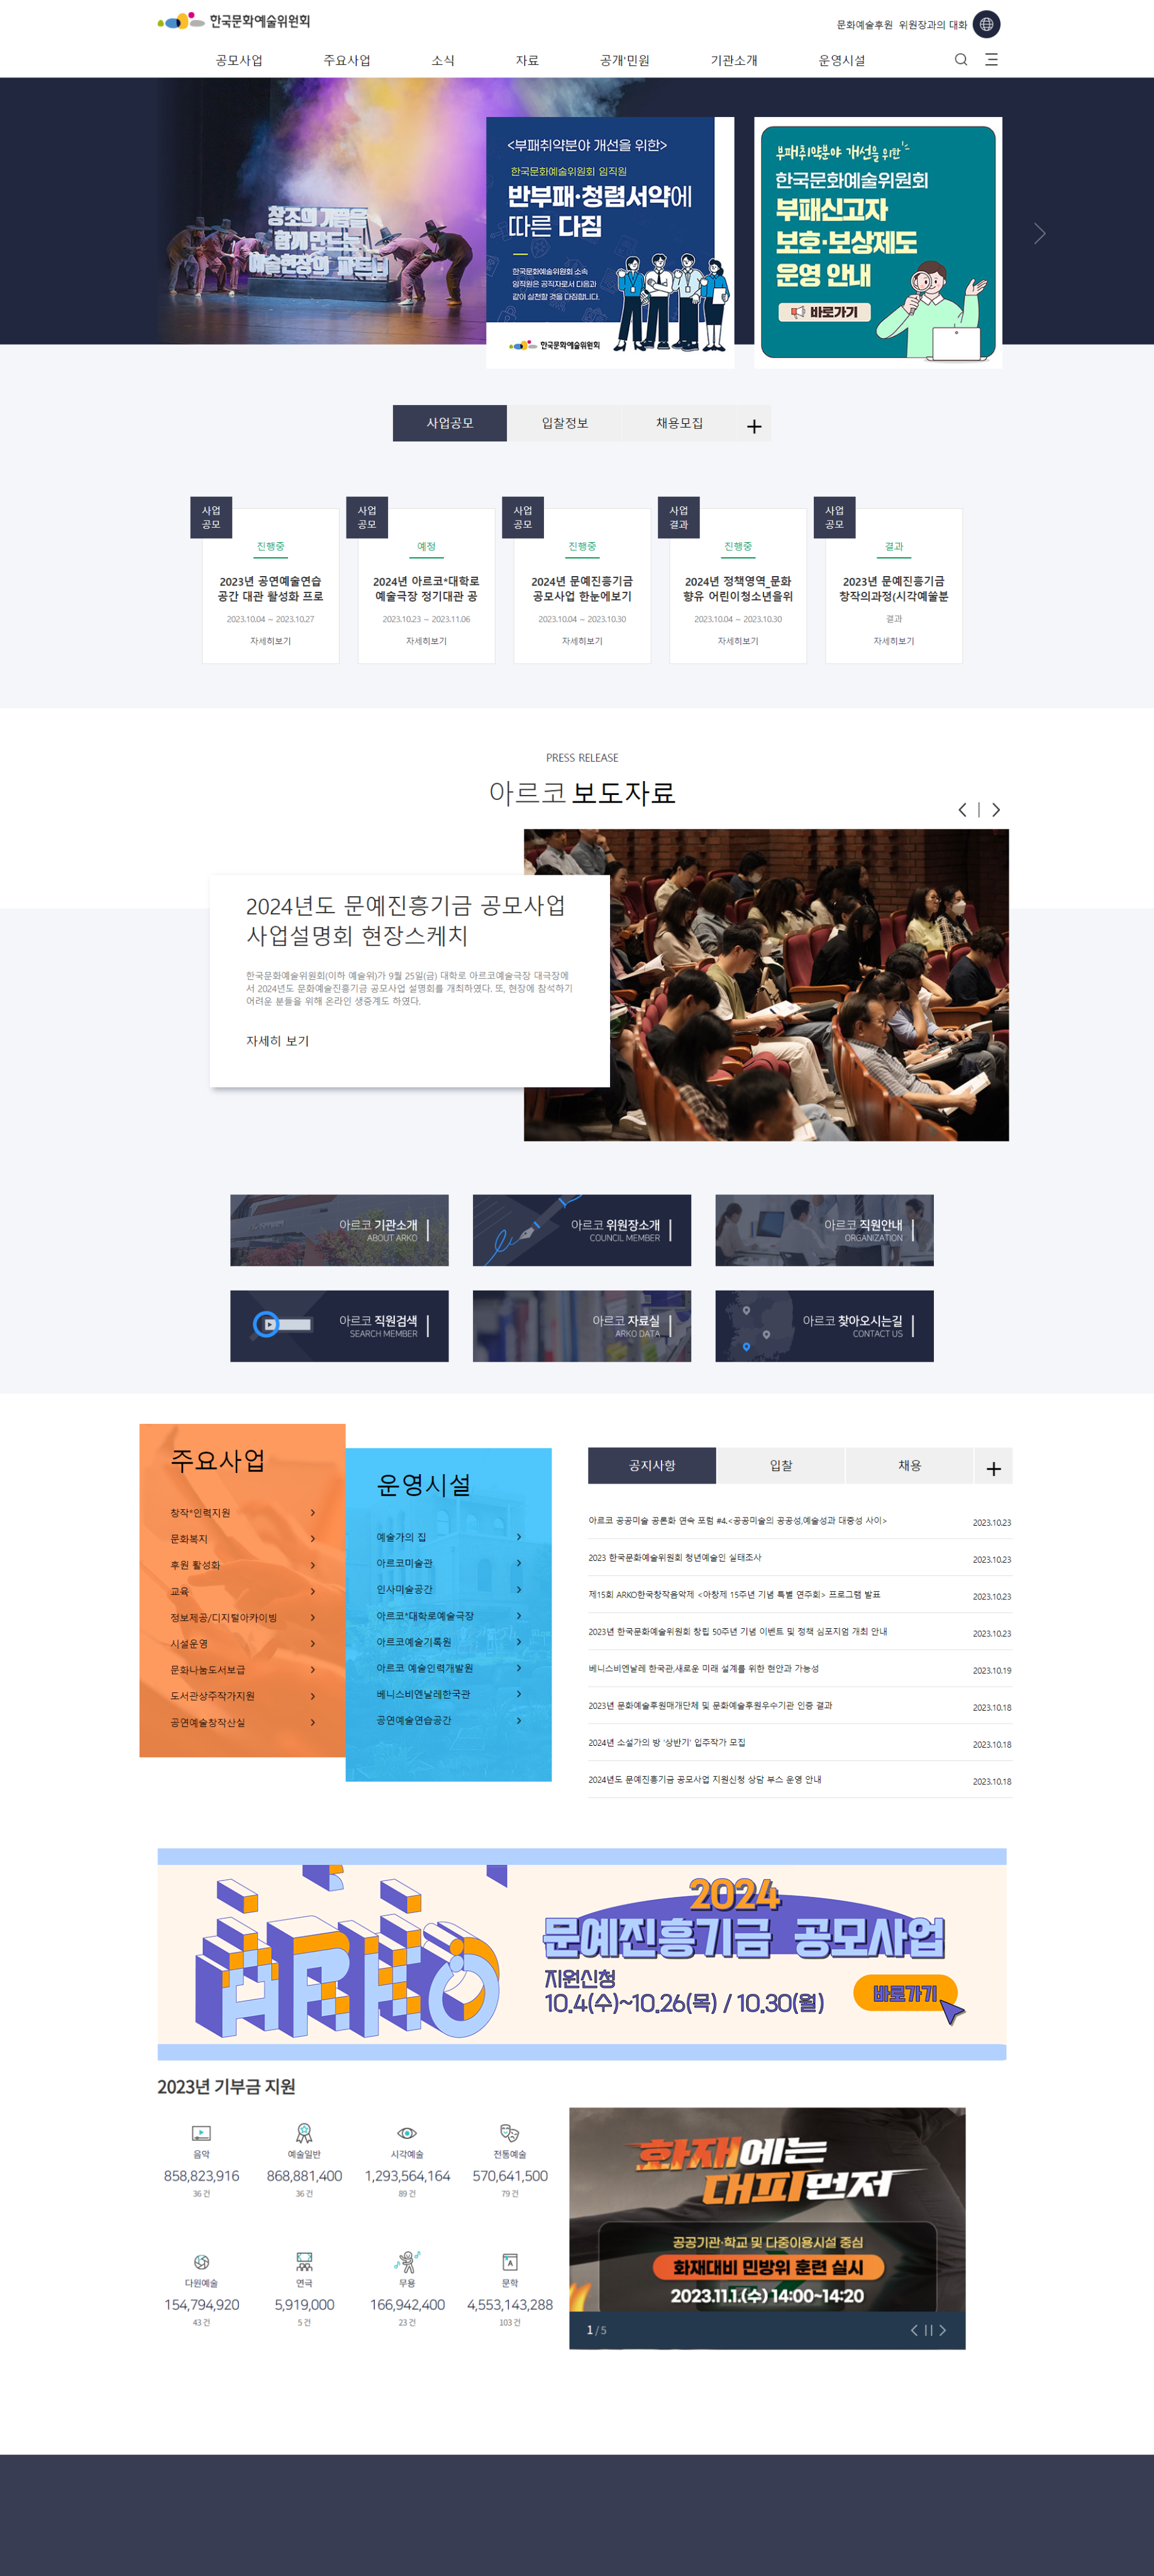 한국문화예술위원회
문화예술후원 위원장과의 대화
공모사업 주요사업 소식 자료 공개'민원 기관소개 운영시설
창조의 기쁨을
함께 만드는
예술현장의 파트너
<부패취약분야 개선을 위한>
한국문화예술위원회 임직원
반부패·청렴서약에
따른 다짐
한국문화예술위원회 소속
임직원은 공직자로서 다음과
같이 실천할 것을 다짐합니다.
한국문화예술위원회
부패취약분야 개선을 위한
한국문화예술위원회
부패신고자
보호·보상제도
운영 안내
바로가기
사업공모 입찰정보 채용모집 +
사업
공모
진행중
2023년 공연예술연습
공간 대관 활성화 프로
2023.10.04 ~ 2023.10.27
자세히보기
사업
공모
예정
2024년 아르코*대학로
예술극장 정기대관 공
2023.10.23 ~ 2023.11.06
자세히보기
사업
공모
진행중
2024년 문예진흥기금
공모사업 한눈에보기
2023.10.04 ~ 2023.10.30
자세히보기
사업
결과
진행중
2024년 정책영역_문화
향유 어린이청소년을위
2023.10.04 ~ 2023.10.30
자세히보기
사업
공모
결과
2023년 문예진흥기금
창작의과정(시각예쑬분
결과
자세히보기
PRESS RELEASE
아르코 보도자료
2024년도 문예진흥기금 공모사업
사업설명회 현장스케치
한국문화예술위원회(이하 예술위)가 9월 25일(금) 대학로 아르코예술극장 대극장에
서 2024년도 문화예술진흥기금 공모사업 설명회를 개최하였다. 또, 현장에 참석하기
어려운 분들을 위해 온라인 생중계도 하였다.
자세히 보기
아르코 기관소개
ABOUT ARKO
아르코 위원장소개
COUNCIL MEMBER
아르코 직원안내
ORGANIZATION
아르코 직원검색
SEARCH MEMBER
아르코 자료실
ARKO DATA
아르코 찾아오시는길
CONTACT US
주요사업
창작*인력지원
문화복지
후원 활성화
교육
정보제공/디지털아카이빙
시설운영
문화나눔도서보급
도서관상주작가지원
공연예술창작산실
운영시설
예술가의 집
아르코미술관
인사미술공간
아르코*대학로예술극장
아르코예술기록원
아르코 예술인력개발원
베니스비엔날레한국관
공연예술연습공간
공지사항 입찰 채용 +
아르코 공공미술 공론화 연속 포럼 #4.<공공미술의 공공성,예술성과 대중성 사이> 2023.10.23
2023 한국문화예술위원회 청년예술인 실태조사 2023.10.23
제15회 ARKO한국창작음악제 <아창제 15주년 기념 특별 연주회> 프로그램 발표 2023.10.23
2023년 한국문화예술위원회 창립 50주년 기념 이벤트 및 정책 심포지엄 개최 안내 2023.10.23
베니스비엔날레 한국관,새로운 미래 설계를 위한 현안과 가능성 2023.10.19
2023년 문화예술후원매개단체 및 문화예술후원우수기관 인증 결과 2023.10.18
2024년 소설가의 방 '상반기' 입주작가 모집 2023.10.18
2024년도 문예진흥기금 공모사업 지원신청 상담 부스 운영 안내 2023.10.18
ARKO
2024
문예진흥기금 공모사업
지원신청
10.4(수)~10.26(목) / 10.30(월)
바로가기
2023년 기부금 지원
음악 예술일반 시각예술 전통예술
858,823,916 868,881,400 1,293,564,164 570,641,500
36 건 36 건 89 건 79 건
다원예술 연극 무용 문학
154,794,920 5,919,000 166,942,400 4,553,143,288
43 건 5 건 23 건 103 건
화재에는
대피먼저
공공기관·학교 및 다중이용시설 중심
화재대비 민방위 훈련 실시
2023.11.1.(수) 14:00~14:20
1 / 5